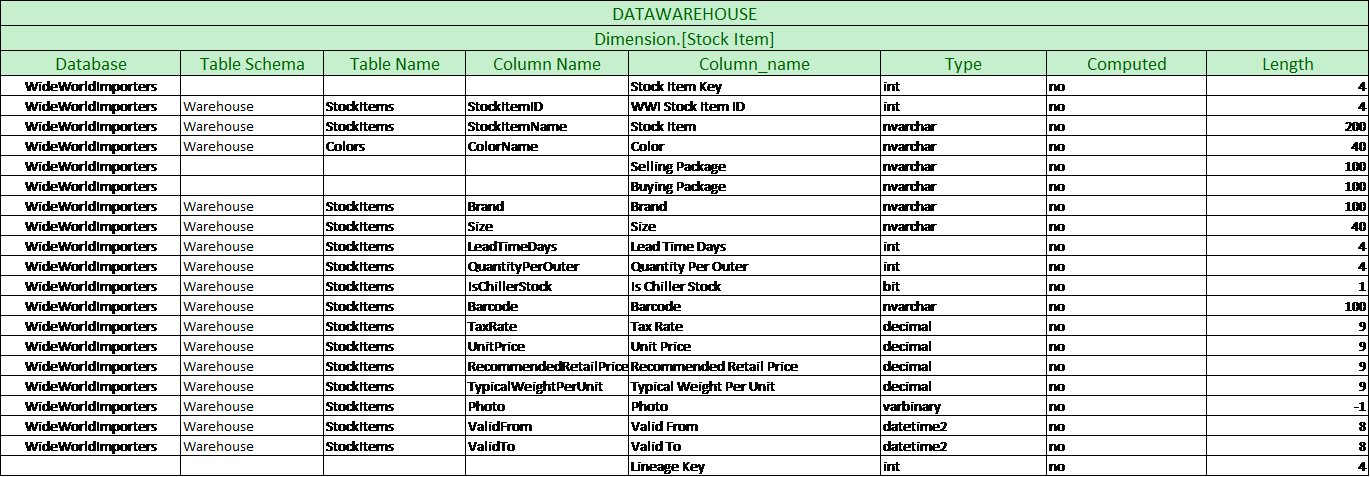 DATAWAREHOUSE
Dimension.[Stock Item]
Database Table Schema Table Name Column Name Column_name Type Computed Length
WideWorldImporters Stock Item Key int no 4
WideWorldImporters Warehouse StockItems StockItemID WWI Stock Item ID int no 4
WideWorldImporters Warehouse StockItems StockItemName Stock Item nvarchar no 200
WideWorldImporters Warehouse Colors ColorName Color nvarchar no 40
WideWorldImporters Selling Package nvarchar no 100
WideWorldImporters Buying Package nvarchar no 100
WideWorldImporters Warehouse StockItems Brand Brand nvarchar no 100
WideWorldImporters Warehouse StockItems Size Size nvarchar no 40
WideWorldImporters Warehouse StockItems LeadTimeDays Lead Time Days int no 4
WideWorldImporters Warehouse StockItems QuantityPerOuter Quantity Per Outer int no 4
WideWorldImporters Warehouse StockItems IsChillerStock Is Chiller Stock bit no 1
WideWorldImporters Warehouse StockItems Barcode Barcode nvarchar no 100
WideWorldImporters Warehouse StockItems TaxRate Tax Rate decimal no 9
WideWorldImporters Warehouse StockItems UnitPrice Unit Price decimal no 9
WideWorldImporters Warehouse StockItems RecommendedRetailPrice Recommended Retail Price decimal no 9
WideWorldImporters Warehouse StockItems TypicalWeightPerUnit Typical Weight Per Unit decimal no 9
WideWorldImporters Warehouse StockItems Photo Photo varbinary no -1
WideWorldImporters Warehouse StockItems ValidFrom Valid From datetime2 no 8
WideWorldImporters Warehouse StockItems ValidTo Valid To datetime2 no 8
Lineage Key int no 4